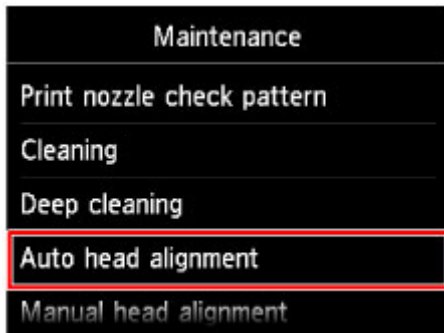 Maintenance
Print nozzle check pattern
Cleaning
Deep cleaning
Auto head alignment
Manual head alignment